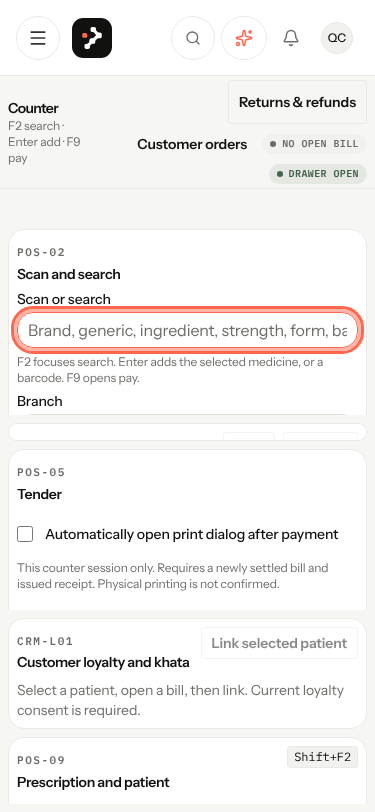 QC
Counter
F2 search ·
Enter add · F9
pay
Returns & refunds
Customer orders
NO OPEN BILL
DRAWER OPEN
POS-02
Scan and search
Scan or search
Brand, generic, ingredient, strength, form, ba
F2 focuses search. Enter adds the selected medicine, or a
barcode. F9 opens pay.
Branch
POS-05
Tender
Automatically open print dialog after payment
This counter session only. Requires a newly settled bill and
issued receipt. Physical printing is not confirmed.
CRM-L01
Link selected patient
Customer loyalty and khata
Select a patient, open a bill, then link. Current loyalty
consent is required.
POS-09
Shift+F2
Prescription and patient